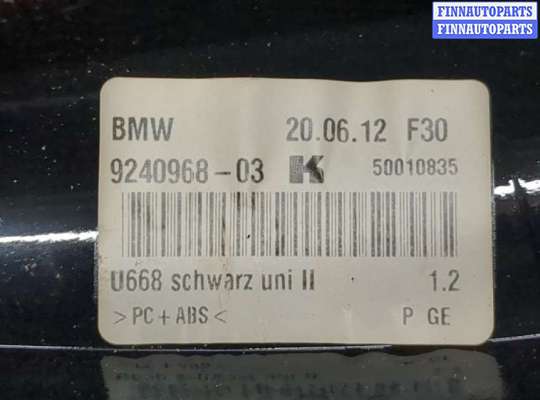 FINNAUTOPARTS
FINNAUTOPARTS
BMW 20.06.12 F30
9240968-03 K 50010835
U668 schwarz uni II 1.2
>PC+ABS< P GE